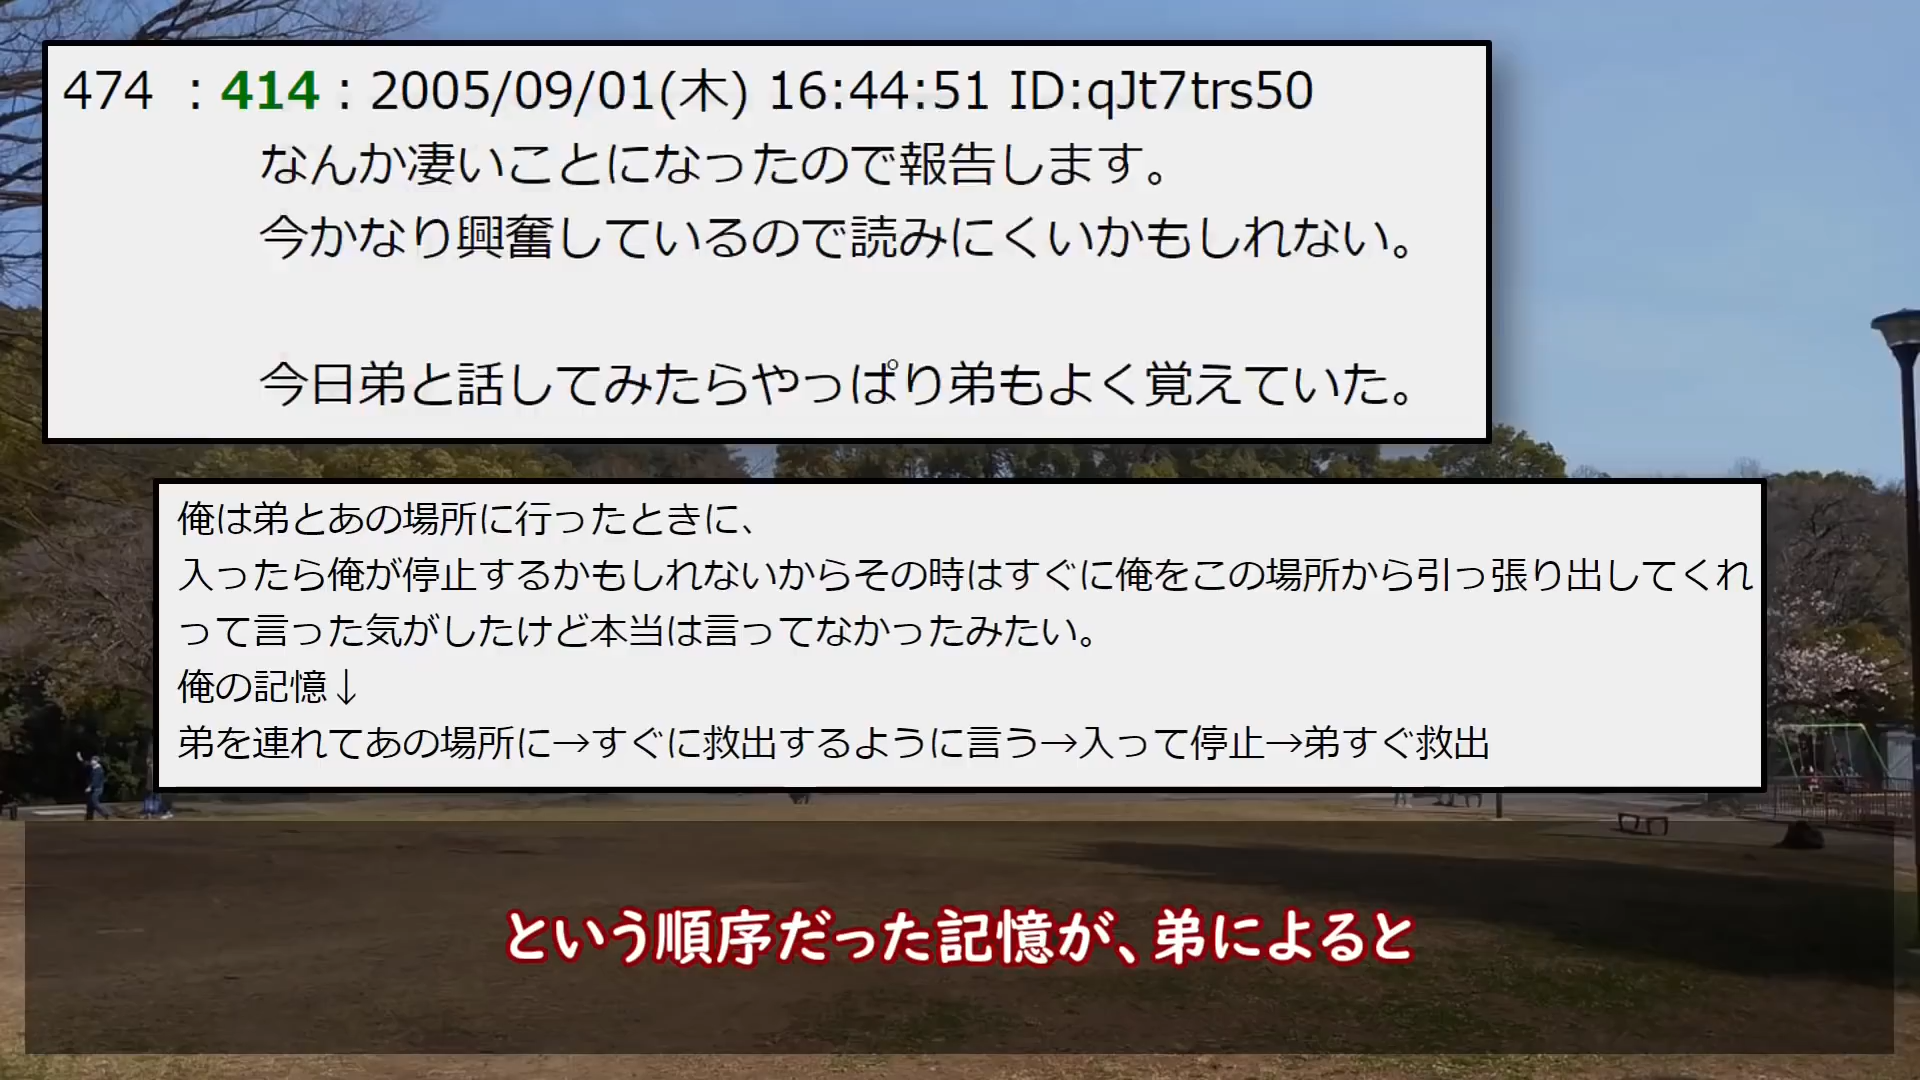 474 ：414：2005/09/01(木) 16:44:51 ID:qJt7trs50
なんか凄いことになったので報告します。
今かなり興奮しているので読みにくいかもしれない。
今日弟と話してみたらやっぱり弟もよく覚えていた。
俺は弟とあの場所に行ったときに、
入ったら俺が停止するかもしれないからその時はすぐに俺をこの場所から引っ張り出してくれ
って言った気がしたけど本当は言ってなかったみたい。
俺の記憶↓
弟を連れてあの場所に→すぐに救出するように言う→入って停止→弟すぐ救出
という順序だった記憶が、弟によると